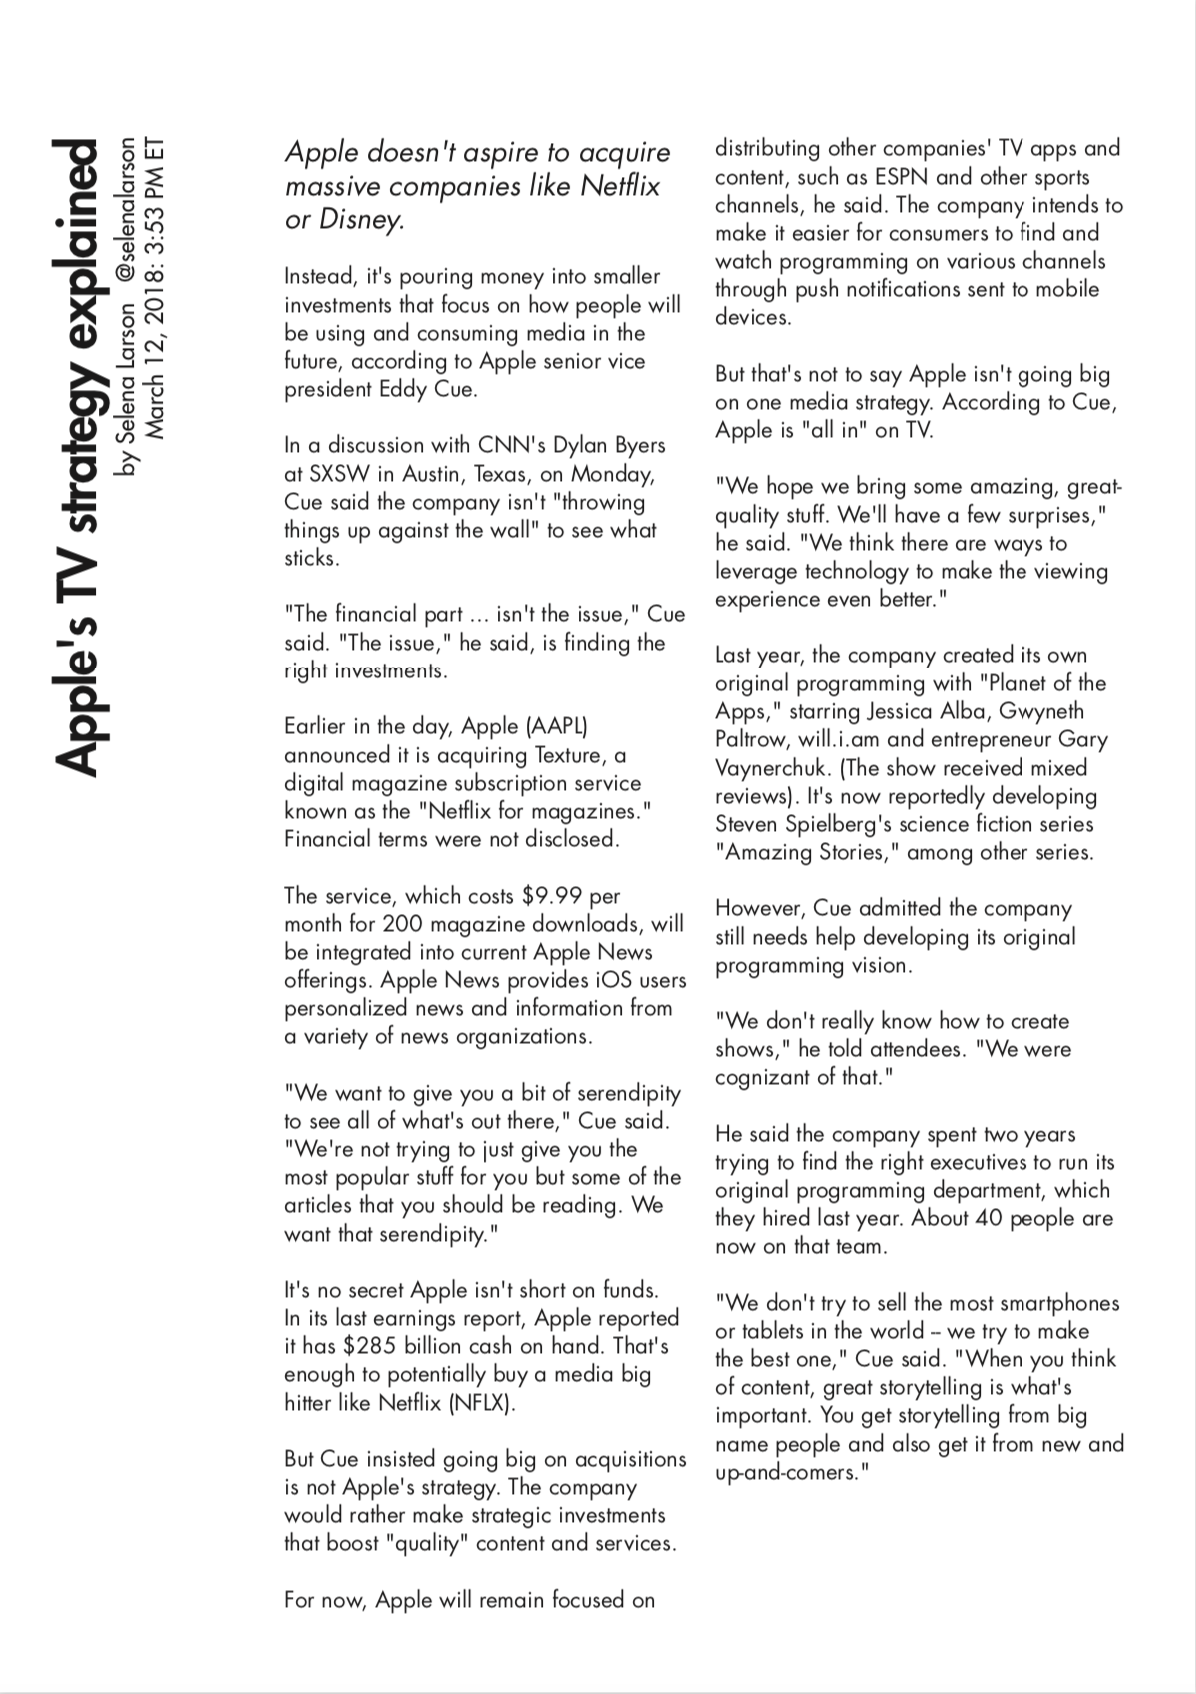 Apple's TV strategy explained
by Selena Larson @selenalarson
March 12, 2018: 3:53 PM ET
Apple doesn't aspire to acquire
massive companies like Netflix
or Disney.
Instead, it's pouring money into smaller
investments that focus on how people will
be using and consuming media in the
future, according to Apple senior vice
president Eddy Cue.
In a discussion with CNN's Dylan Byers
at SXSW in Austin, Texas, on Monday,
Cue said the company isn't "throwing
things up against the wall" to see what
sticks.
"The financial part ... isn't the issue," Cue
said. "The issue," he said, is finding the
right investments.
Earlier in the day, Apple (AAPL)
announced it is acquiring Texture, a
digital magazine subscription service
known as the "Netflix for magazines."
Financial terms were not disclosed.
The service, which costs $9.99 per
month for 200 magazine downloads, will
be integrated into current Apple News
offerings. Apple News provides iOS users
personalized news and information from
a variety of news organizations.
"We want to give you a bit of serendipity
to see all of what's out there," Cue said.
"We're not trying to just give you the
most popular stuff for you but some of the
articles that you should be reading. We
want that serendipity."
It's no secret Apple isn't short on funds.
In its last earnings report, Apple reported
it has $285 billion cash on hand. That's
enough to potentially buy a media big
hitter like Netflix (NFLX).
But Cue insisted going big on acquisitions
is not Apple's strategy. The company
would rather make strategic investments
that boost "quality" content and services.
For now, Apple will remain focused on
distributing other companies' TV apps and
content, such as ESPN and other sports
channels, he said. The company intends to
make it easier for consumers to find and
watch programming on various channels
through push notifications sent to mobile
devices.
But that's not to say Apple isn't going big
on one media strategy. According to Cue,
Apple is "all in" on TV.
"We hope we bring some amazing, great-
quality stuff. We'll have a few surprises,"
he said. "We think there are ways to
leverage technology to make the viewing
experience even better."
Last year, the company created its own
original programming with "Planet of the
Apps," starring Jessica Alba, Gwyneth
Paltrow, will.i.am and entrepreneur Gary
Vaynerchuk. (The show received mixed
reviews). It's now reportedly developing
Steven Spielberg's science fiction series
"Amazing Stories," among other series.
However, Cue admitted the company
still needs help developing its original
programming vision.
"We don't really know how to create
shows," he told attendees. "We were
cognizant of that."
He said the company spent two years
trying to find the right executives to run its
original programming department, which
they hired last year. About 40 people are
now on that team.
"We don't try to sell the most smartphones
or tablets in the world -- we try to make
the best one," Cue said. "When you think
of content, great storytelling is what's
important. You get storytelling from big
name people and also get it from new and
up-and-comers."